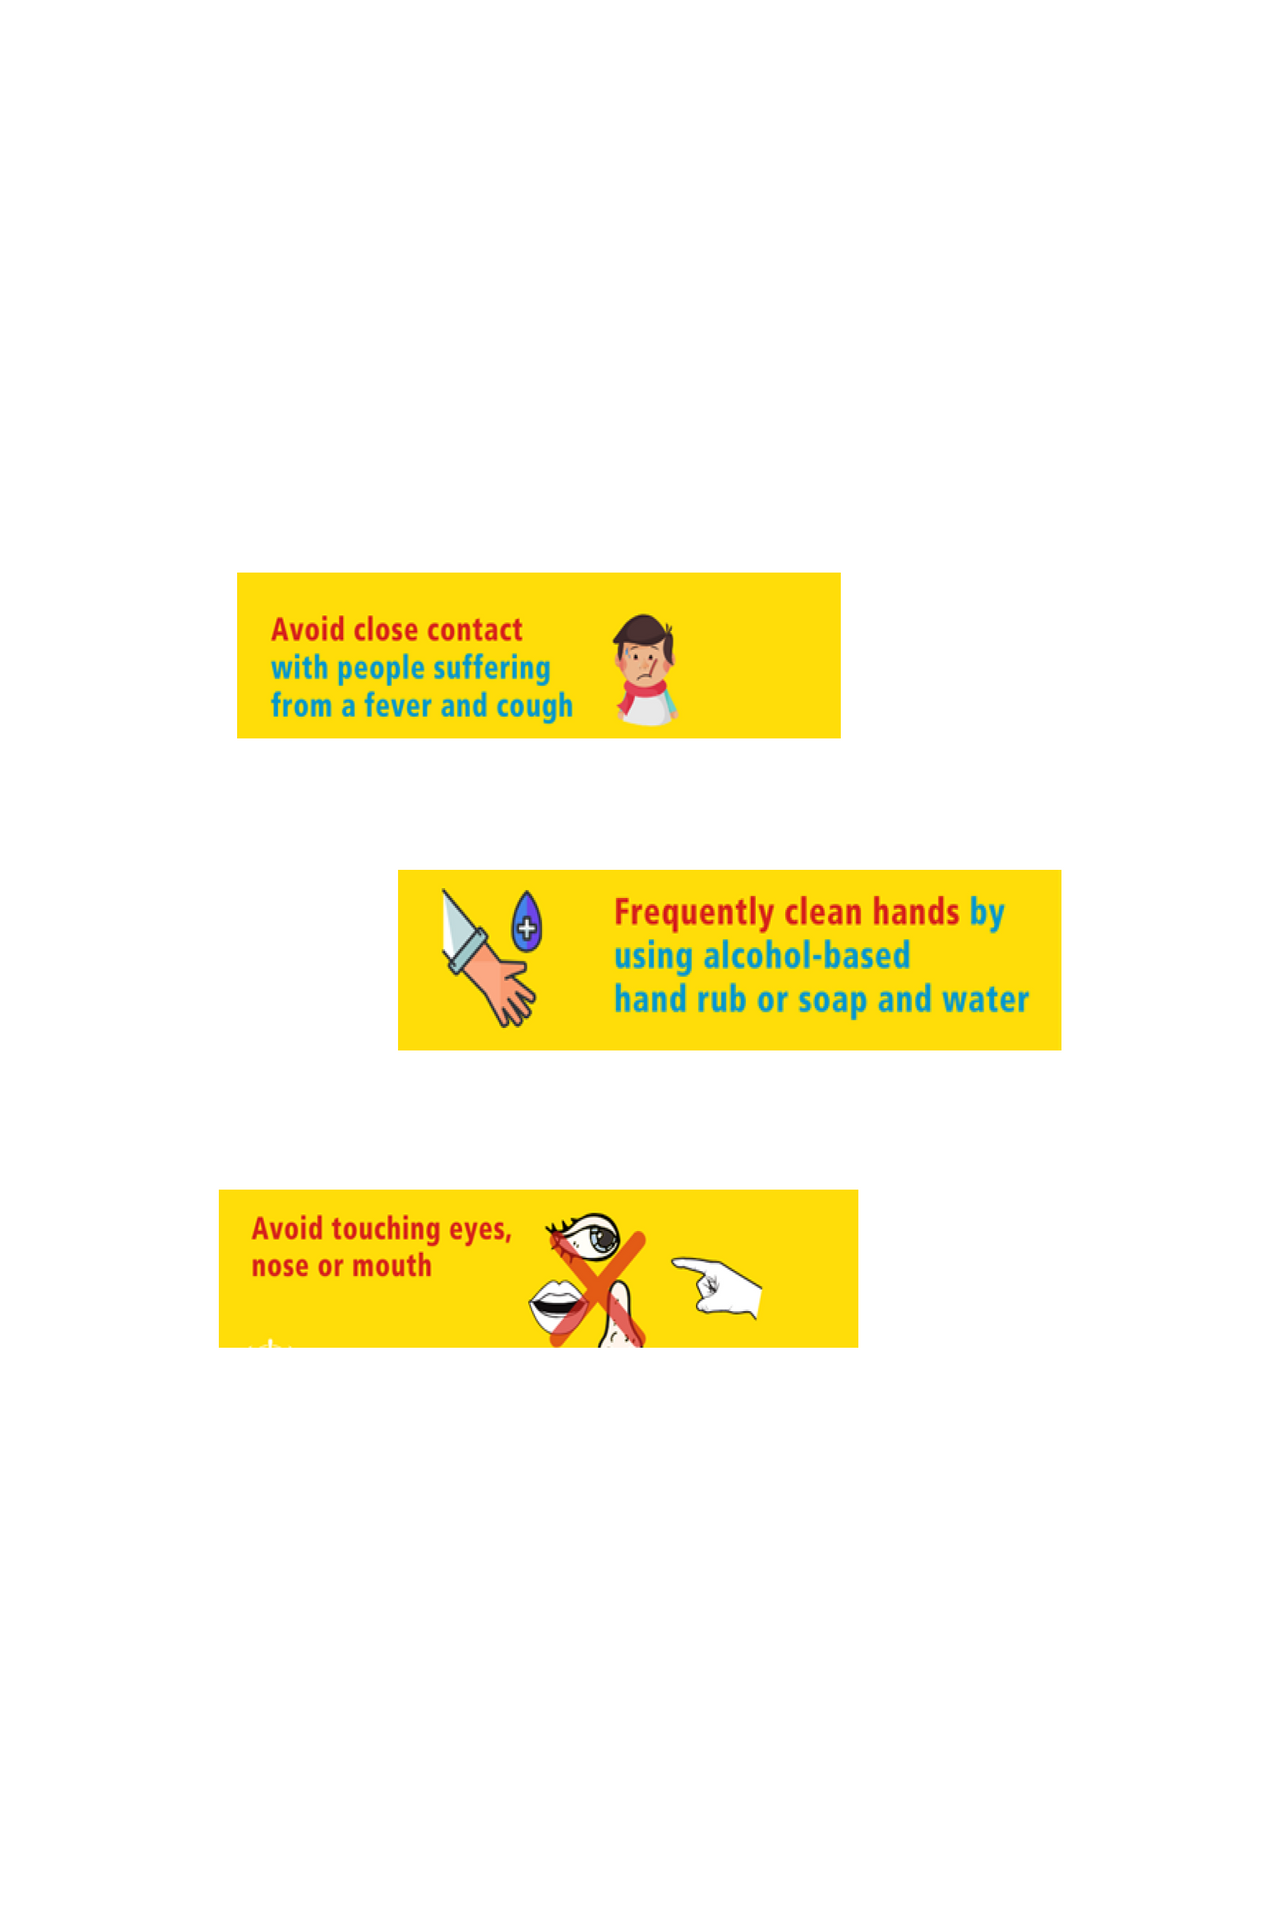 Avoid close contact
with people suffering
from a fever and cough
Frequently clean hands by
using alcohol-based
hand rub or soap and water
Avoid touching eyes,
nose or mouth